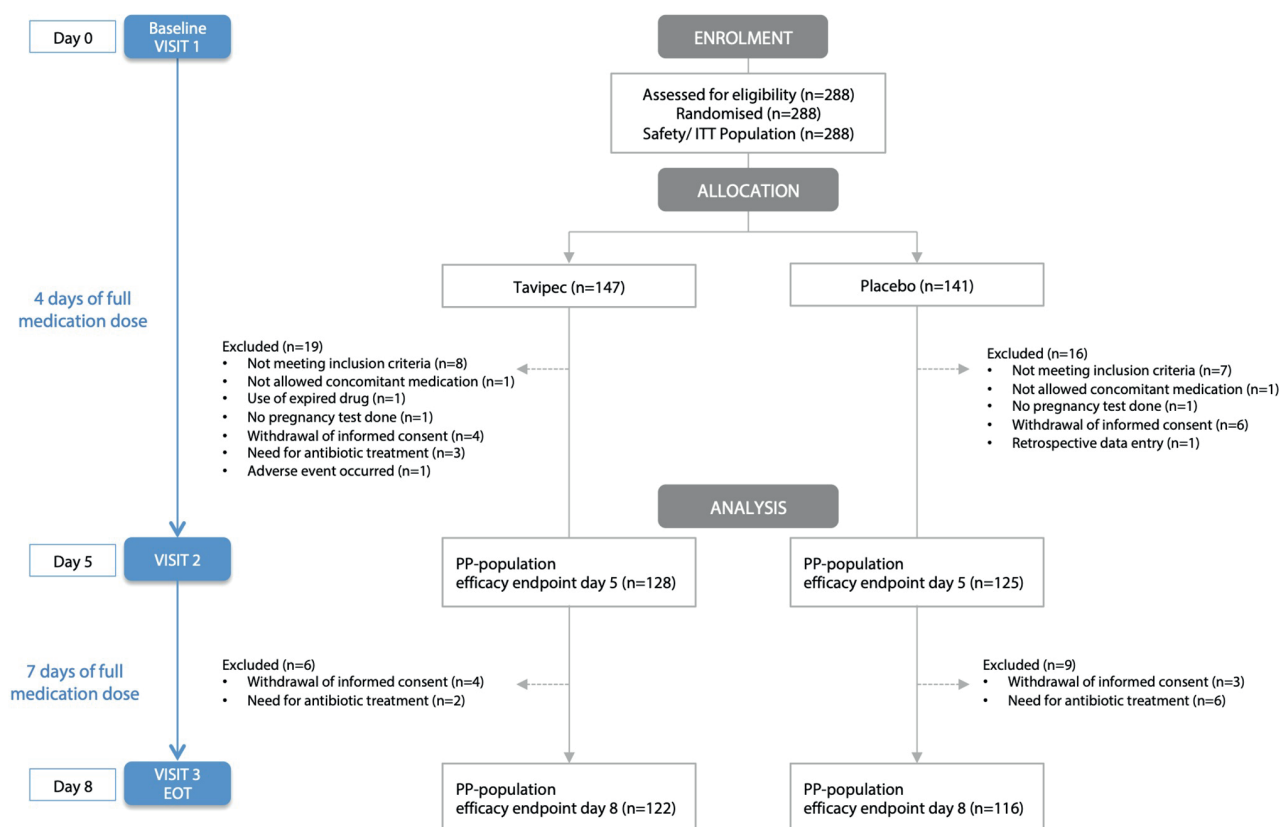 Day 0
Baseline
VISIT 1
ENROLMENT
Assessed for eligibility (n=288)
Randomised (n=288)
Safety/ ITT Population (n=288)
ALLOCATION
Tavipec (n=147)
Placebo (n=141)
4 days of full
medication dose
Excluded (n=19)
• Not meeting inclusion criteria (n=8)
• Not allowed concomitant medication (n=1)
• Use of expired drug (n=1)
• No pregnancy test done (n=1)
• Withdrawal of informed consent (n=4)
• Need for antibiotic treatment (n=3)
• Adverse event occurred (n=1)
Excluded (n=16)
• Not meeting inclusion criteria (n=7)
• Not allowed concomitant medication (n=1)
• No pregnancy test done (n=1)
• Withdrawal of informed consent (n=6)
• Retrospective data entry (n=1)
ANALYSIS
Day 5
VISIT 2
PP-population
efficacy endpoint day 5 (n=128)
PP-population
efficacy endpoint day 5 (n=125)
7 days of full
medication dose
Excluded (n=6)
• Withdrawal of informed consent (n=4)
• Need for antibiotic treatment (n=2)
Excluded (n=9)
• Withdrawal of informed consent (n=3)
• Need for antibiotic treatment (n=6)
Day 8
VISIT 3
EOT
PP-population
efficacy endpoint day 8 (n=122)
PP-population
efficacy endpoint day 8 (n=116)